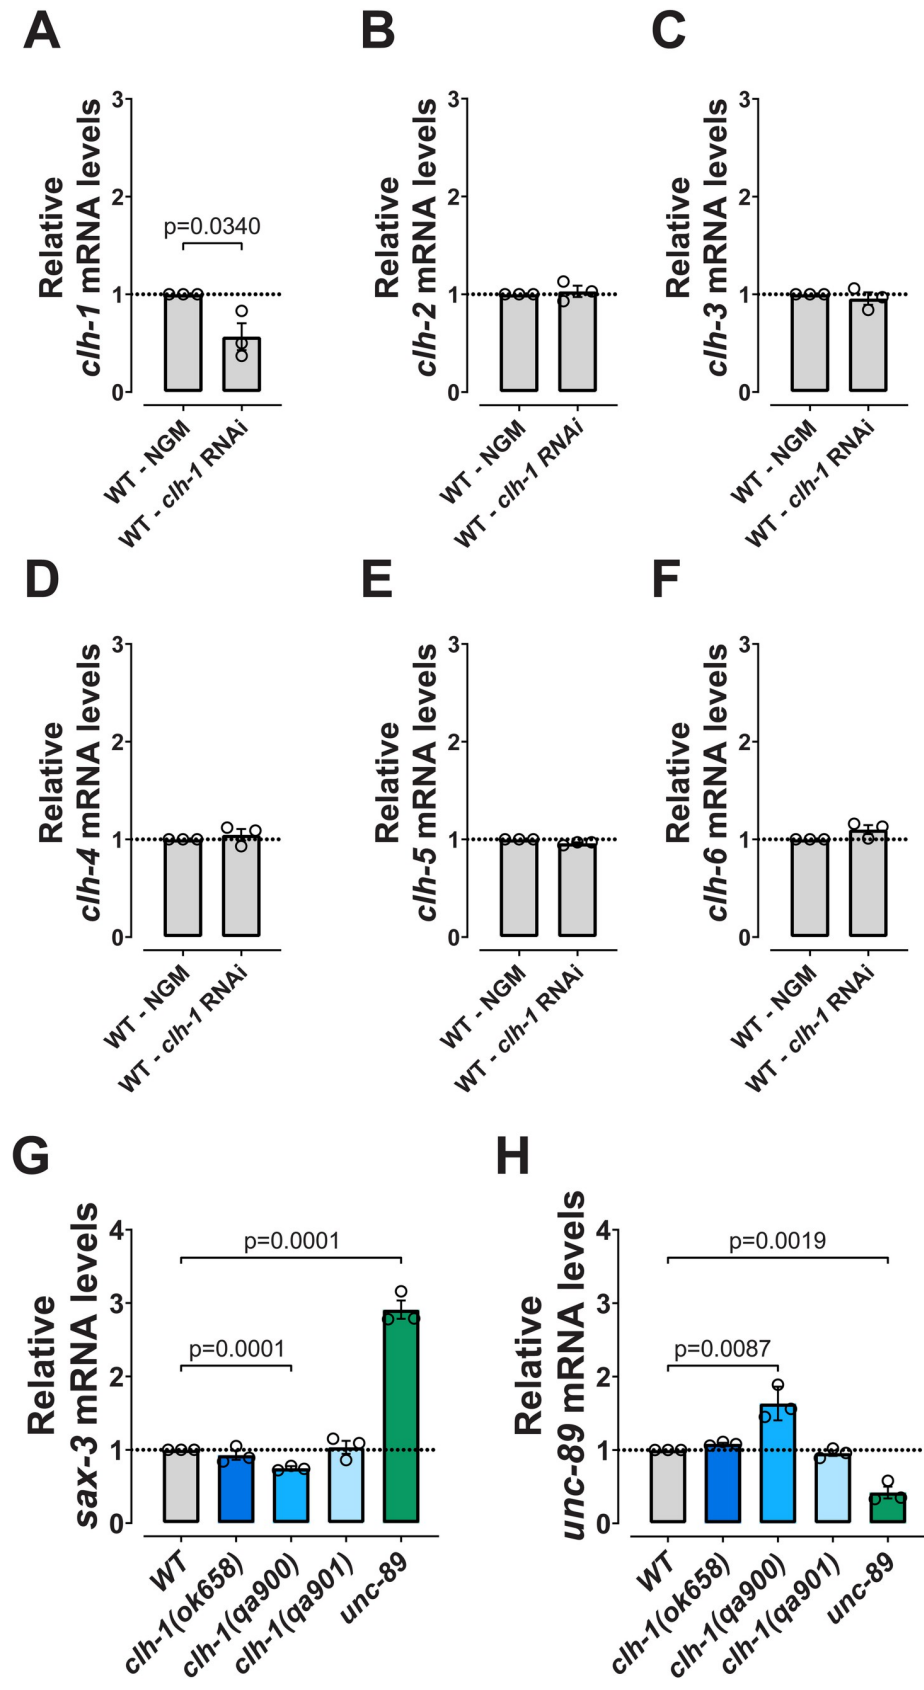 A
B
C
Relative
clh-1 mRNA levels
3
2
1
0
p=0.0340
WT - NGM
WT - clh-1 RNAi
Relative
clh-2 mRNA levels
3
2
1
0
WT - NGM
WT - clh-1 RNAi
Relative
clh-3 mRNA levels
3
2
1
0
WT - NGM
WT - clh-1 RNAi
D
E
F
Relative
clh-4 mRNA levels
3
2
1
0
WT - NGM
WT - clh-1 RNAi
Relative
clh-5 mRNA levels
3
2
1
0
WT - NGM
WT - clh-1 RNAi
Relative
clh-6 mRNA levels
3
2
1
0
WT - NGM
WT - clh-1 RNAi
G
H
Relative
sax-3 mRNA levels
4
3
2
1
0
p=0.0001
p=0.0001
WT
clh-1(ok658)
clh-1(qa900)
clh-1(qa901)
unc-89
Relative
unc-89 mRNA levels
4
3
2
1
0
p=0.0019
p=0.0087
WT
clh-1(ok658)
clh-1(qa900)
clh-1(qa901)
unc-89